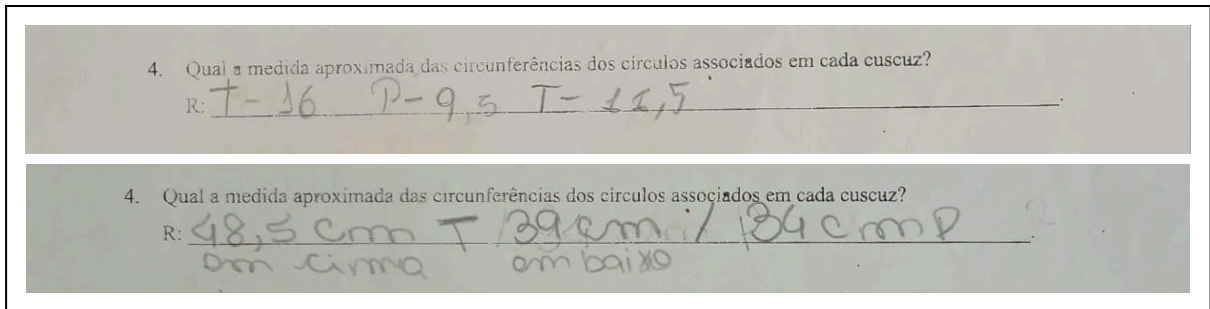 4. Qual a medida aproximada das circunferências dos círculos associados em cada cuscuz?
R: T - 16 P - 9,5 T - 11,5
4. Qual a medida aproximada das circunferências dos círculos associados em cada cuscuz?
R: 48,5 cm T 39 cm / 34 cm P
em cima em baixo